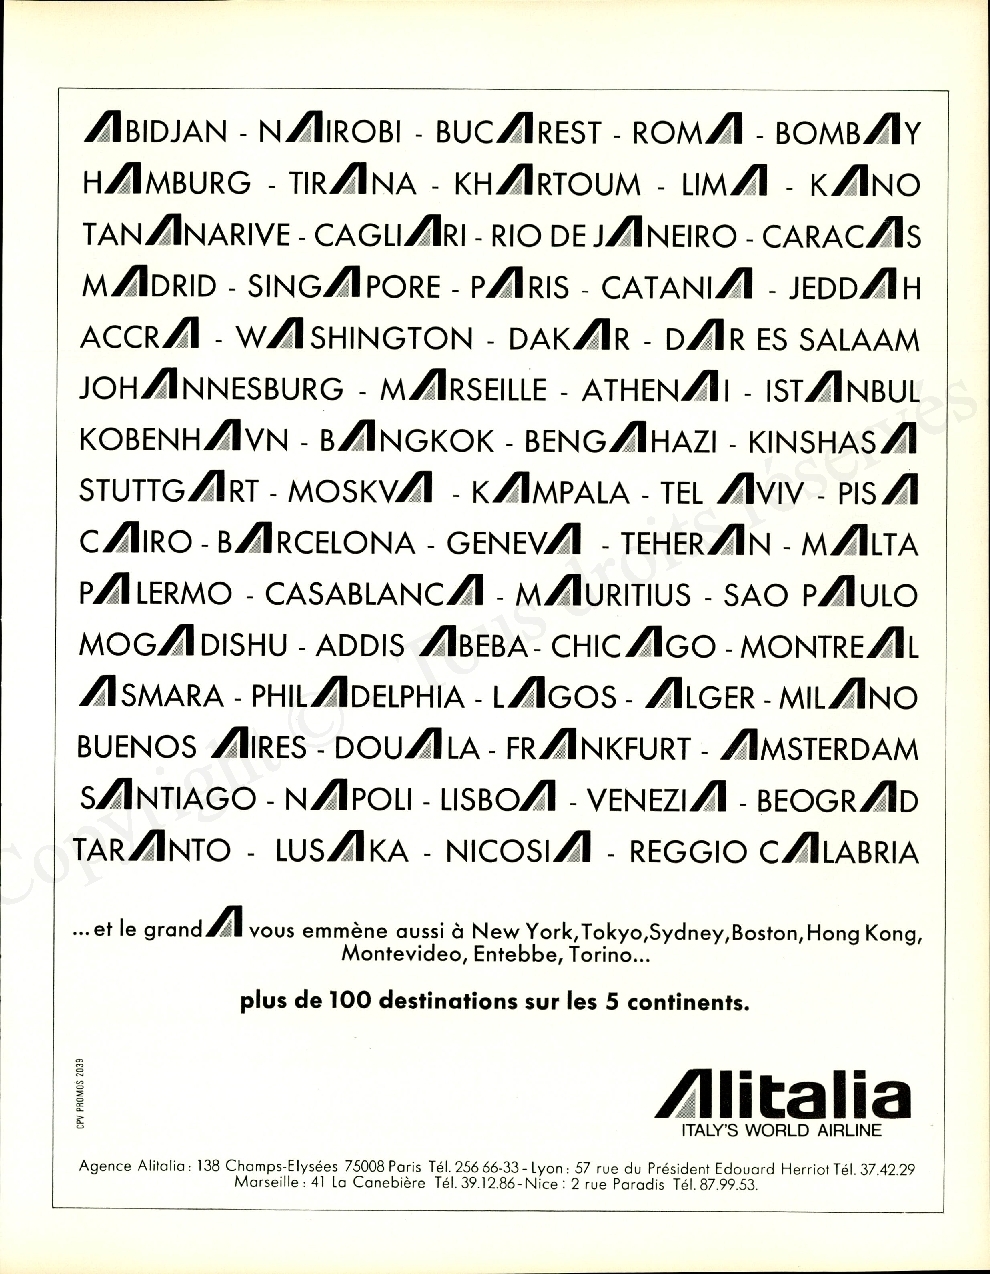 ABIDJAN - NAIROBI - BUCAREST - ROMA - BOMBAY
HAMBURG - TIRANA - KHARTOUM - LIMA - KANO
TANANARIVE - CAGLIARI - RIO DE JANEIRO - CARACAS
MADRID - SINGAPORE - PARIS - CATANIA - JEDDAH
ACCRA - WASHINGTON - DAKAR - DAR ES SALAAM
JOHANNESBURG - MARSEILLE - ATHENAI - ISTANBUL
KOBENHAVN - BANGKOK - BENGAHAZI - KINSHASA
STUTTGART - MOSKVA - KAMPALA - TEL AVIV - PISA
CAIRO - BARCELONA - GENEVA - TEHERAN - MALTA
PALERMO - CASABLANCA - MAURITIUS - SAO PAULO
MOGADISHU - ADDIS ABEBA - CHICAGO - MONTREAL
ASMARA - PHILADELPHIA - LAGOS - ALGER - MILANO
BUENOS AIRES - DOUALA - FRANKFURT - AMSTERDAM
SANTIAGO - NAPOLI - LISBOA - VENEZIA - BEOGRAD
TARANTO - LUSAKA - NICOSIA - REGGIO CALABRIA
...et le grand A vous emmène aussi à New York, Tokyo, Sydney, Boston, Hong Kong,
Montevideo, Entebbe, Torino...
plus de 100 destinations sur les 5 continents.
CPV PROMOS 2039
Alitalia
ITALY'S WORLD AIRLINE
Agence Alitalia : 138 Champs-Elysées 75008 Paris Tél. 256 66-33 - Lyon : 57 rue du Président Edouard Herriot Tél. 37.42.29
Marseille : 41 La Canebière Tél. 39.12.86 - Nice : 2 rue Paradis Tél. 87.99.53.
Copyright © Tous droits réservés